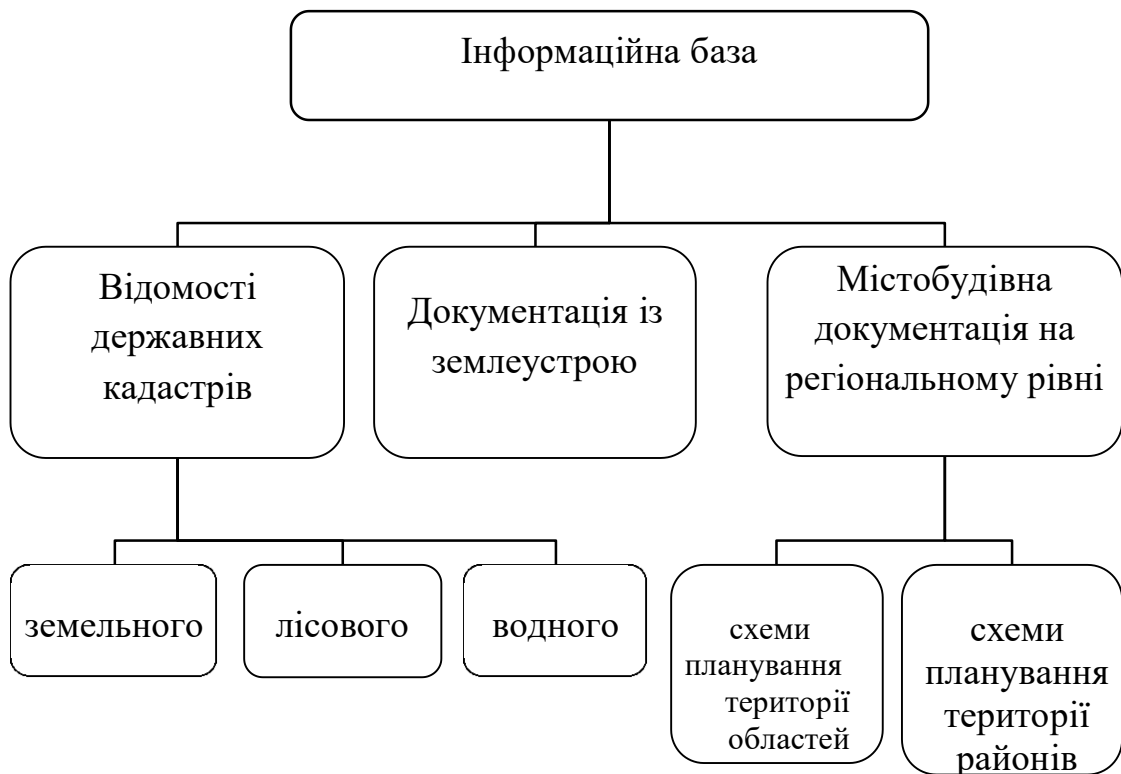 Інформаційна база
Відомості
державних
кадастрів
Документація із
землеустрою
Містобудівна
документація на
регіональному рівні
земельного
лісового
водного
схеми
планування
території
областей
схеми
планування
території
районів